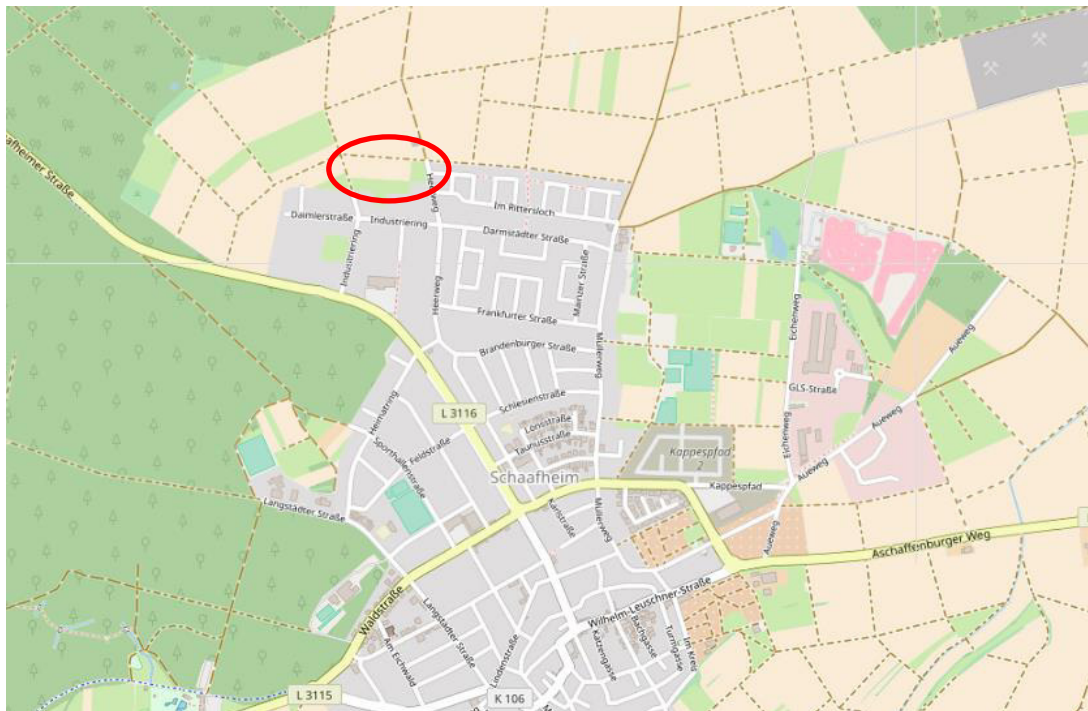 afheimer Straße
Heerweg
Im Rittersloch
Daimlerstraße
Industriering
Darmstädter Straße
Industriering
Mainzer Straße
Heerweg
Eichenweg
Frankfurter Straße
Müllerweg
Aueweg
Brandenburger Straße
GLS-Straße
Heimatring
Schlesienstraße
L 3116
Aueweg
Lonsstraße
Feldstraße
Taunusstraße
Eichenweg
Kappespfad
2
Sporthallenstraße
Schaafheim
Aueweg
Kappespfad
Langstädter Straße
Karlstraße
Müllerweg
Aueweg
Aschaffenburger Weg
Waldstraße
Wilhelm-Leuschner-Straße
Langstädter Straße
Bachgasse
Turmgasse
Katzengasse
Im Kreis
Lindenstraße
Am Eichwald
L 3115
K 106